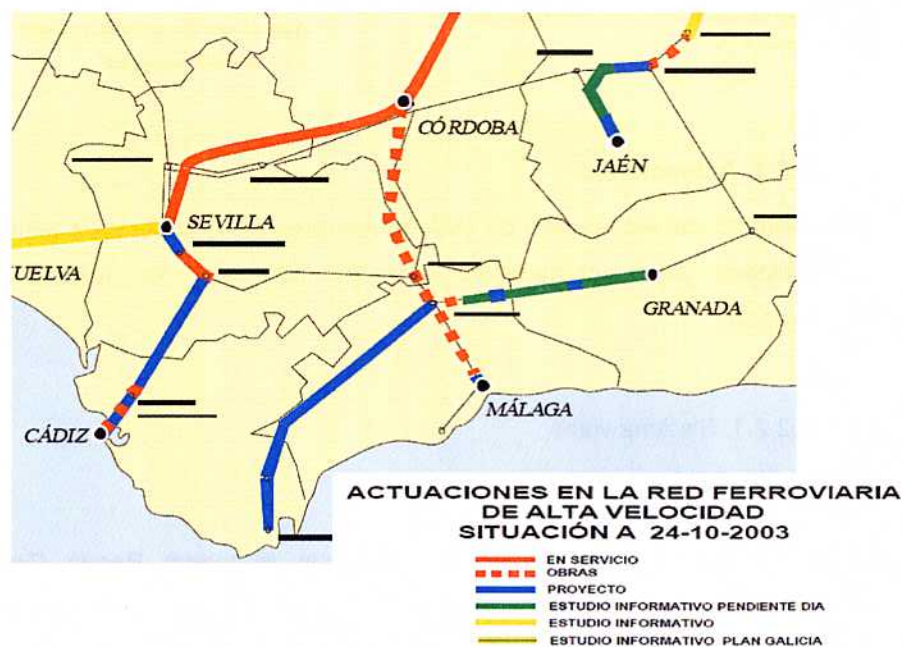 CÓRDOBA
JAÉN
SEVILLA
UELVA
GRANADA
MÁLAGA
CÁDIZ
ACTUACIONES EN LA RED FERROVIARIA
DE ALTA VELOCIDAD
SITUACIÓN A 24-10-2003
EN SERVICIO
OBRAS
PROYECTO
ESTUDIO INFORMATIVO PENDIENTE DIA
ESTUDIO INFORMATIVO
ESTUDIO INFORMATIVO PLAN GALICIA